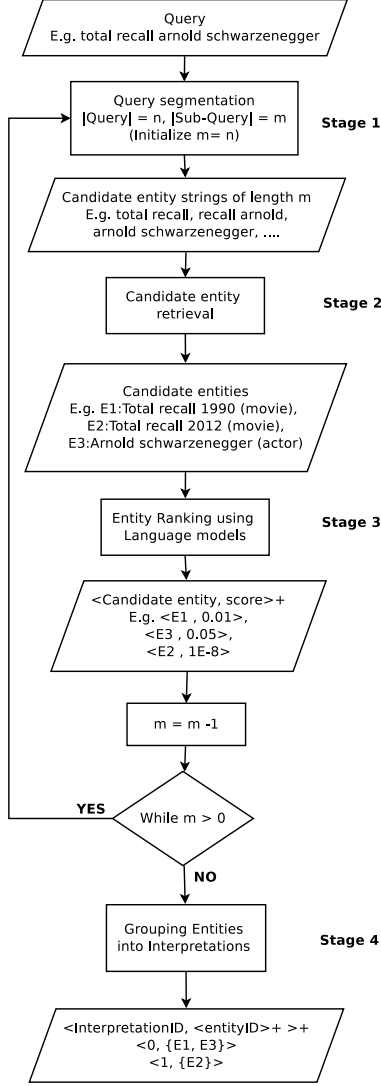 Query
E.g. total recall arnold schwarzenegger
Query segmentation
|Query| = n, |Sub-Query| = m
(Initialize m= n)
Stage 1
Candidate entity strings of length m
E.g. total recall, recall arnold,
arnold schwarzenegger, ....
Candidate entity
retrieval
Stage 2
Candidate entities
E.g. E1:Total recall 1990 (movie),
E2:Total recall 2012 (movie),
E3:Arnold schwarzenegger (actor)
Entity Ranking using
Language models
Stage 3
<Candidate entity, score>+
E.g. <E1 , 0.01>,
<E3 , 0.05>,
<E2 , 1E-8>
m = m -1
YES
While m > 0
NO
Grouping Entities
into Interpretations
Stage 4
<InterpretationID, <entityID>+ >+
<0, {E1, E3}>
<1, {E2}>